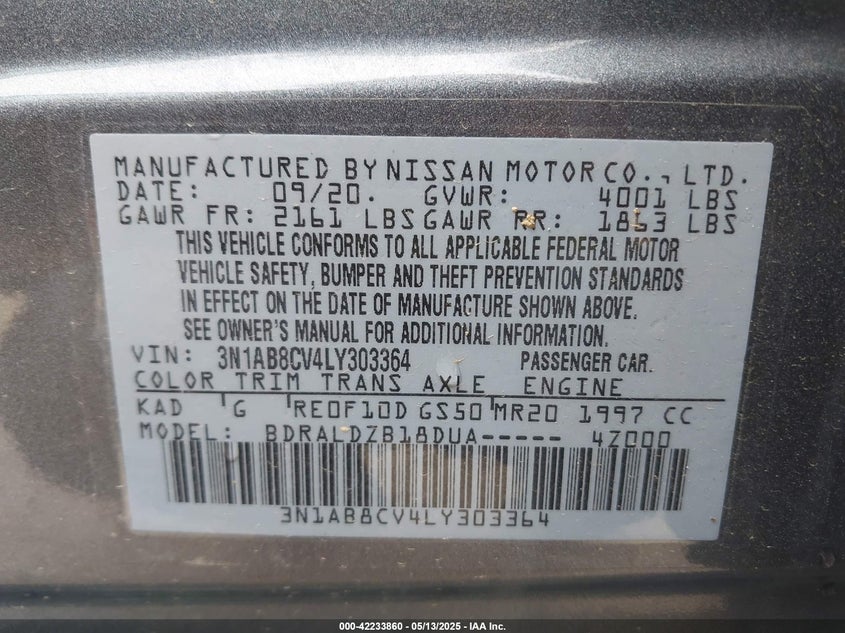 MANUFACTURED BY NISSAN MOTOR CO., LTD.
DATE: 09/20. GVWR: 4001 LBS
GAWR FR: 2161 LBS GAWR RR: 1863 LBS
THIS VEHICLE CONFORMS TO ALL APPLICABLE FEDERAL MOTOR
VEHICLE SAFETY, BUMPER AND THEFT PREVENTION STANDARDS
IN EFFECT ON THE DATE OF MANUFACTURE SHOWN ABOVE.
SEE OWNER'S MANUAL FOR ADDITIONAL INFORMATION.
VIN: 3N1AB8CV4LY303364 PASSENGER CAR.
COLOR TRIM TRANS AXLE ENGINE
KAD G RE0F10D GS50 MR20 1997 CC
MODEL: BDRALDZB18DUA----- 4Z000
3N1AB8CV4LY303364
000-42233860 - 05/13/2025 - IAA Inc.